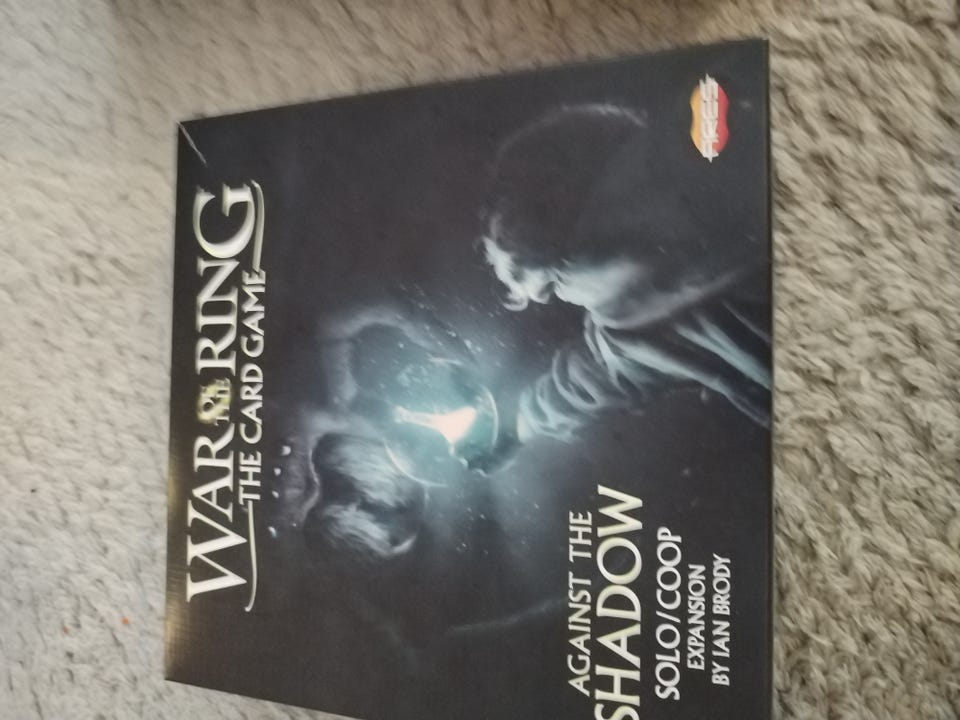 WAR OF THE RING
THE CARD GAME
AGAINST THE
SHADOW
SOLO/COOP
EXPANSION
BY IAN BRODY
ARES